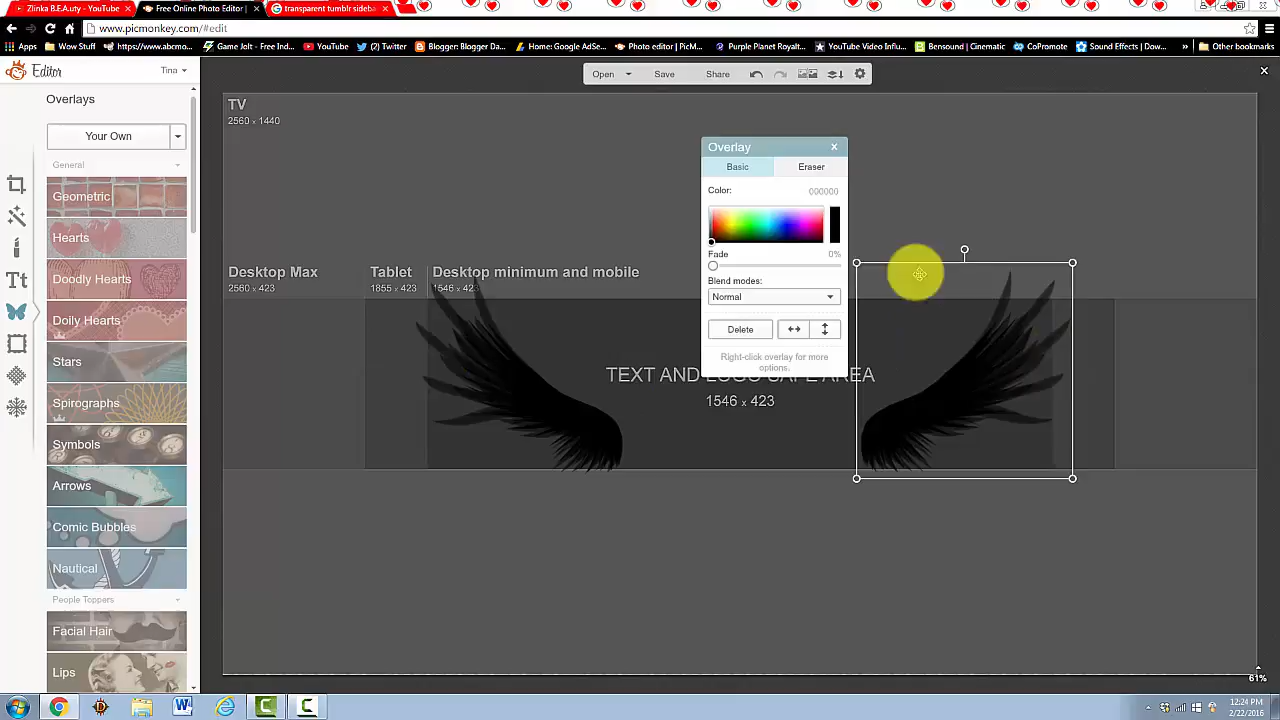 Zlinka B.E.A.uty - YouTube
Free Online Photo Editor |
transparent tumblr sideba
www.picmonkey.com/#edit
Apps
Wow Stuff
https://www.abcmo...
Game Jolt - Free Ind...
YouTube
(2) Twitter
Blogger: Blogger Da...
Home: Google AdSe...
Photo editor | PicM...
Purple Planet Royalt...
YouTube Video Influ...
Bensound | Cinematic
CoPromote
Sound Effects | Dow...
Other bookmarks
Editor
Tina
Open
Save
Share
Overlays
Your Own
General
Geometric
Hearts
Doodly Hearts
Doily Hearts
Stars
Spirographs
Symbols
Arrows
Comic Bubbles
Nautical
People Toppers
Facial Hair
Lips
TV
2560 x 1440
Desktop Max
2560 x 423
Tablet
1855 x 423
Desktop minimum and mobile
1546 x 423
Overlay
X
Basic
Eraser
Color:
000000
Fade
0%
Blend modes:
Normal
Delete
Right-click overlay for more
options.
TEXT AND LOGO SAFE AREA
1546 x 423
61%
12:24 PM
2/22/2016